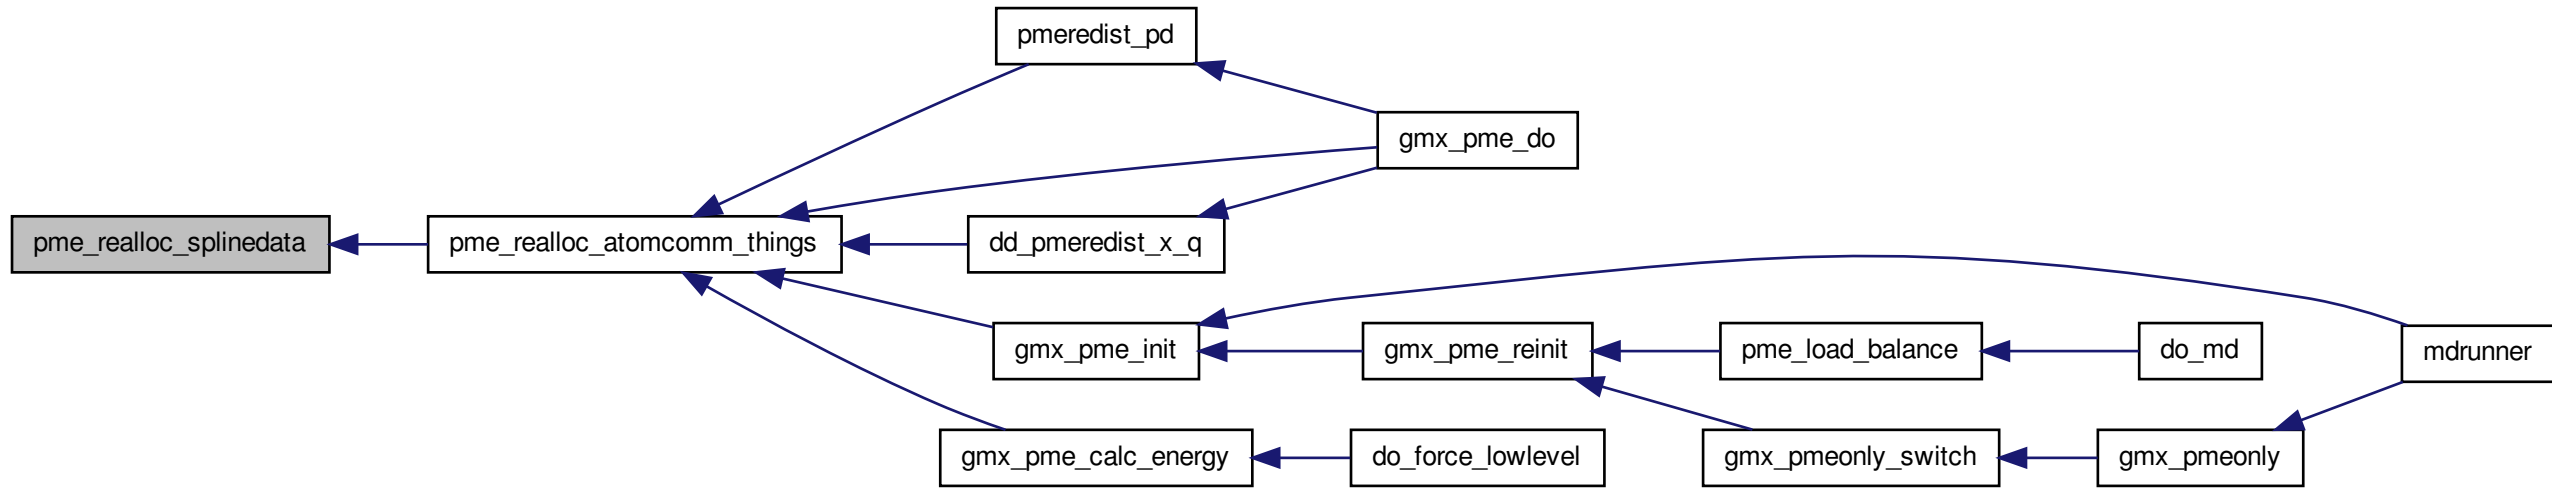 pmeredist_pd
gmx_pme_do
pme_realloc_splinedata
pme_realloc_atomcomm_things
dd_pmeredist_x_q
gmx_pme_init
gmx_pme_reinit
pme_load_balance
do_md
mdrunner
gmx_pme_calc_energy
do_force_lowlevel
gmx_pmeonly_switch
gmx_pmeonly